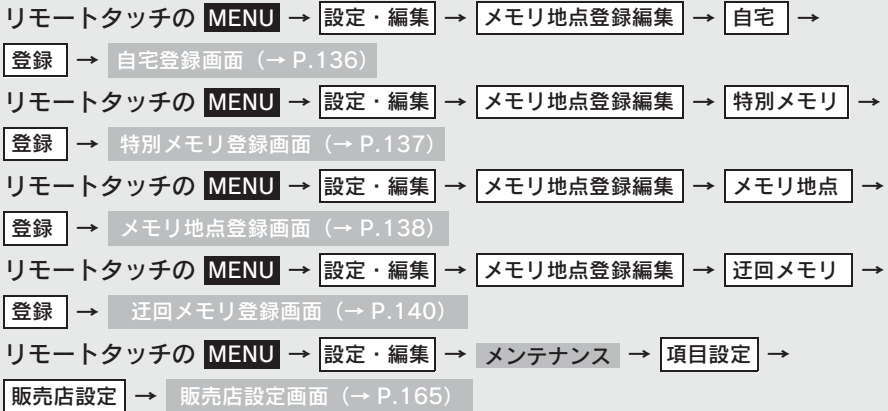 リモートタッチの MENU → 設定・編集 → メモリ地点登録編集 → 自宅 →
登録 → 自宅登録画面（→ P.136）
リモートタッチの MENU → 設定・編集 → メモリ地点登録編集 → 特別メモリ →
登録 → 特別メモリ登録画面（→ P.137）
リモートタッチの MENU → 設定・編集 → メモリ地点登録編集 → メモリ地点 →
登録 → メモリ地点登録画面（→ P.138）
リモートタッチの MENU → 設定・編集 → メモリ地点登録編集 → 迂回メモリ →
登録 → 迂回メモリ登録画面（→ P.140）
リモートタッチの MENU → 設定・編集 → メンテナンス → 項目設定 →
販売店設定 → 販売店設定画面（→ P.165）